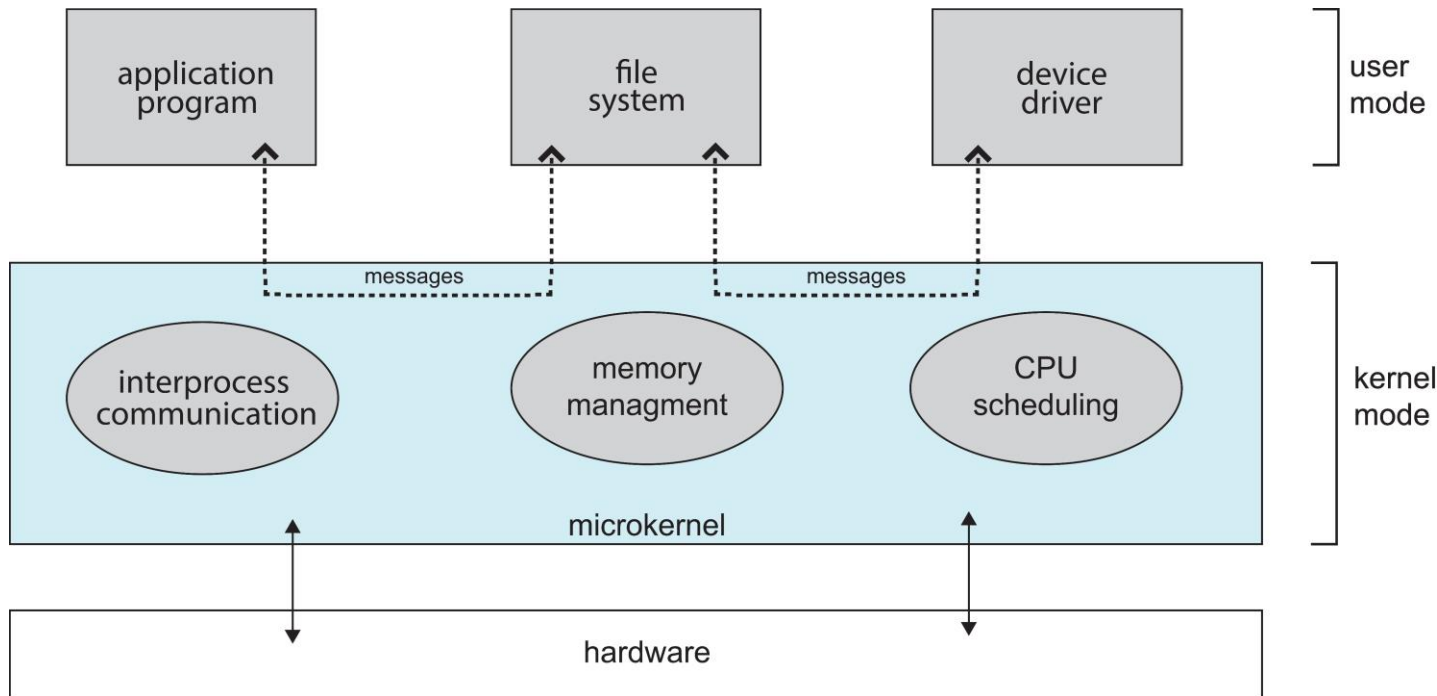 application
program
file
system
device
driver
user
mode
messages
messages
interprocess
communication
memory
managment
CPU
scheduling
kernel
mode
microkernel
hardware